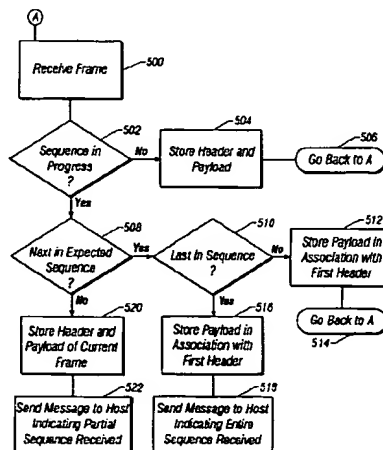 A
Receive Frame
500
502
504
Sequence in
Progress
?
No
Store Header and
Payload
506
Go Back to A
Yes
508
510
512
Next in Expected
Sequence
?
Yes
Last in Sequence
?
No
Store Payload in
Association with
First Header
No
520
Yes
516
Go Back to A
514
Store Header and
Payload of Current
Frame
Store Payload in
Association with
First Header
522
518
Send Message to Host
Indicating Partial
Sequence Received
Send Message to Host
Indicating Entire
Sequence Received